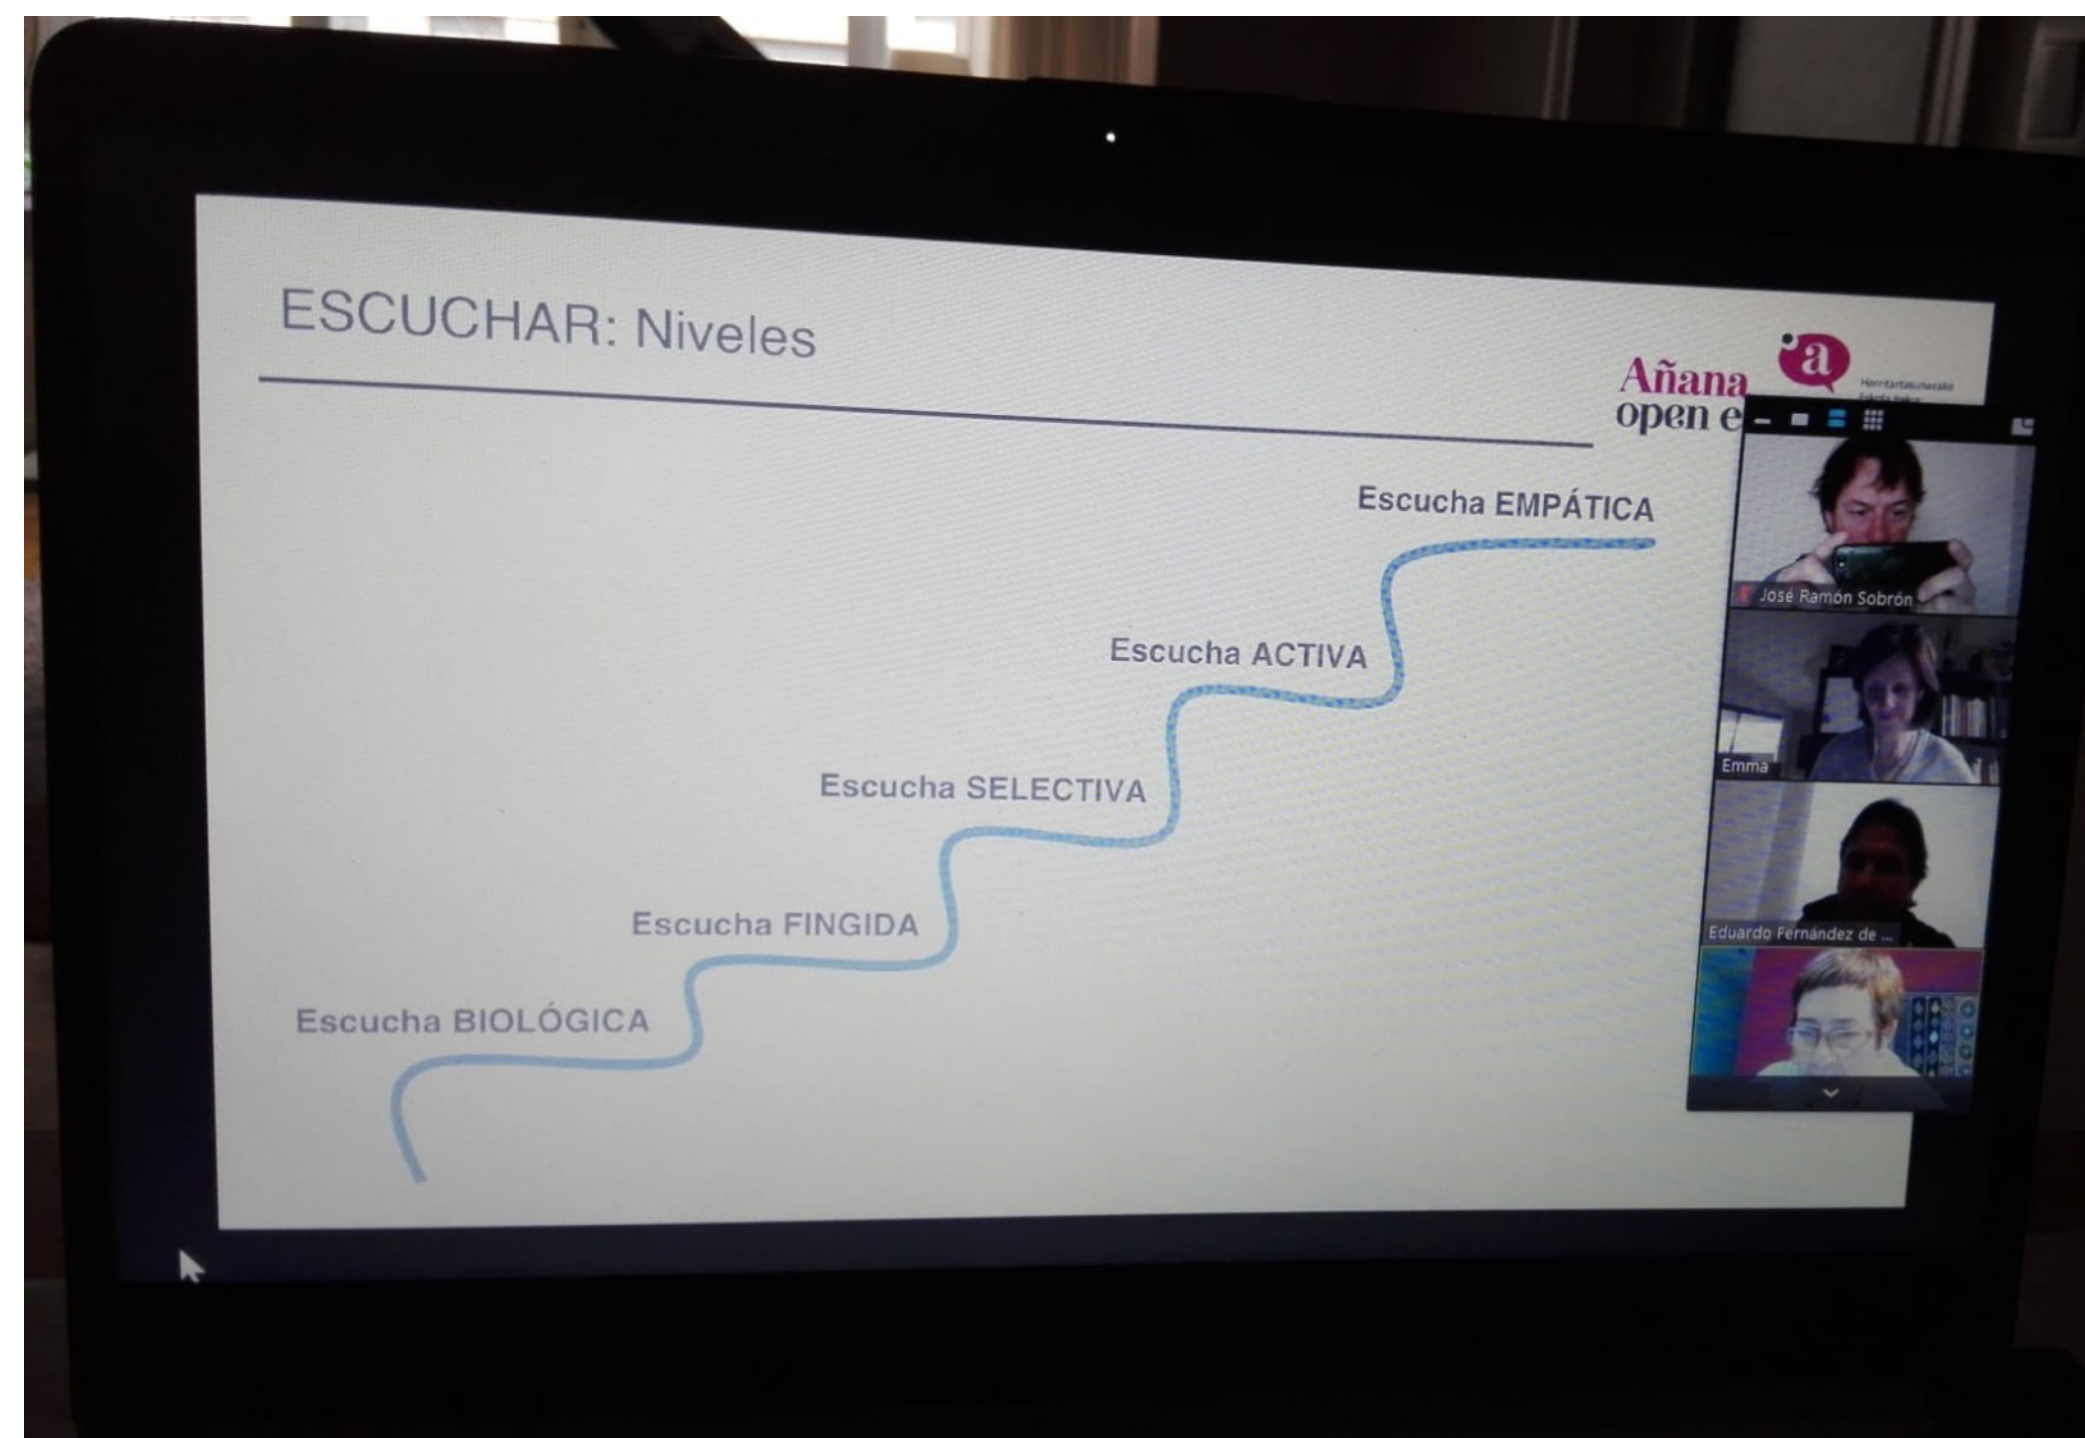 ESCUCHAR: Niveles
Añana
open e
a
Herritartasunerako
Escucha EMPÁTICA
Escucha ACTIVA
Escucha SELECTIVA
Escucha FINGIDA
Escucha BIOLÓGICA
José Ramón Sobrón
Emma
Eduardo Fernández de ...